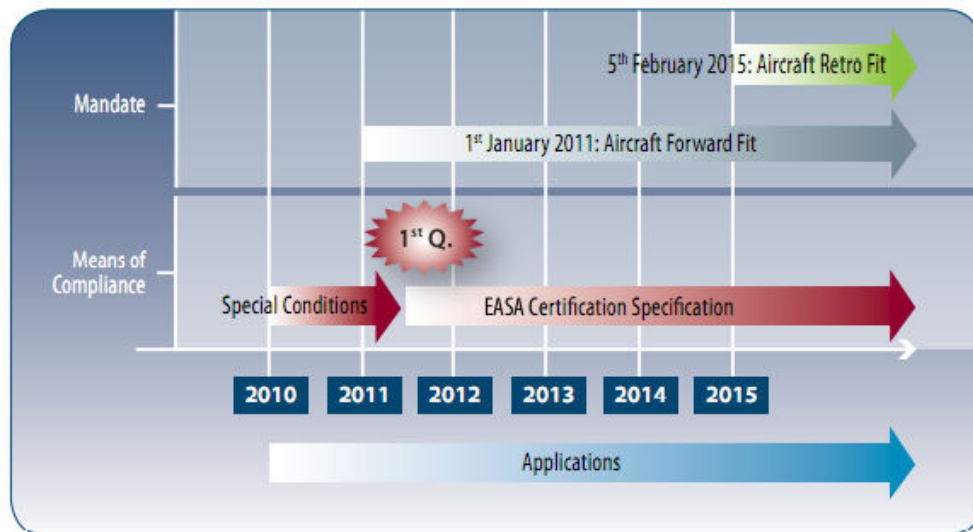 5th February 2015: Aircraft Retro Fit
Mandate
1st January 2011: Aircraft Forward Fit
1st Q.
Means of
Compliance
Special Conditions
EASA Certification Specification
2010
2011
2012
2013
2014
2015
Applications